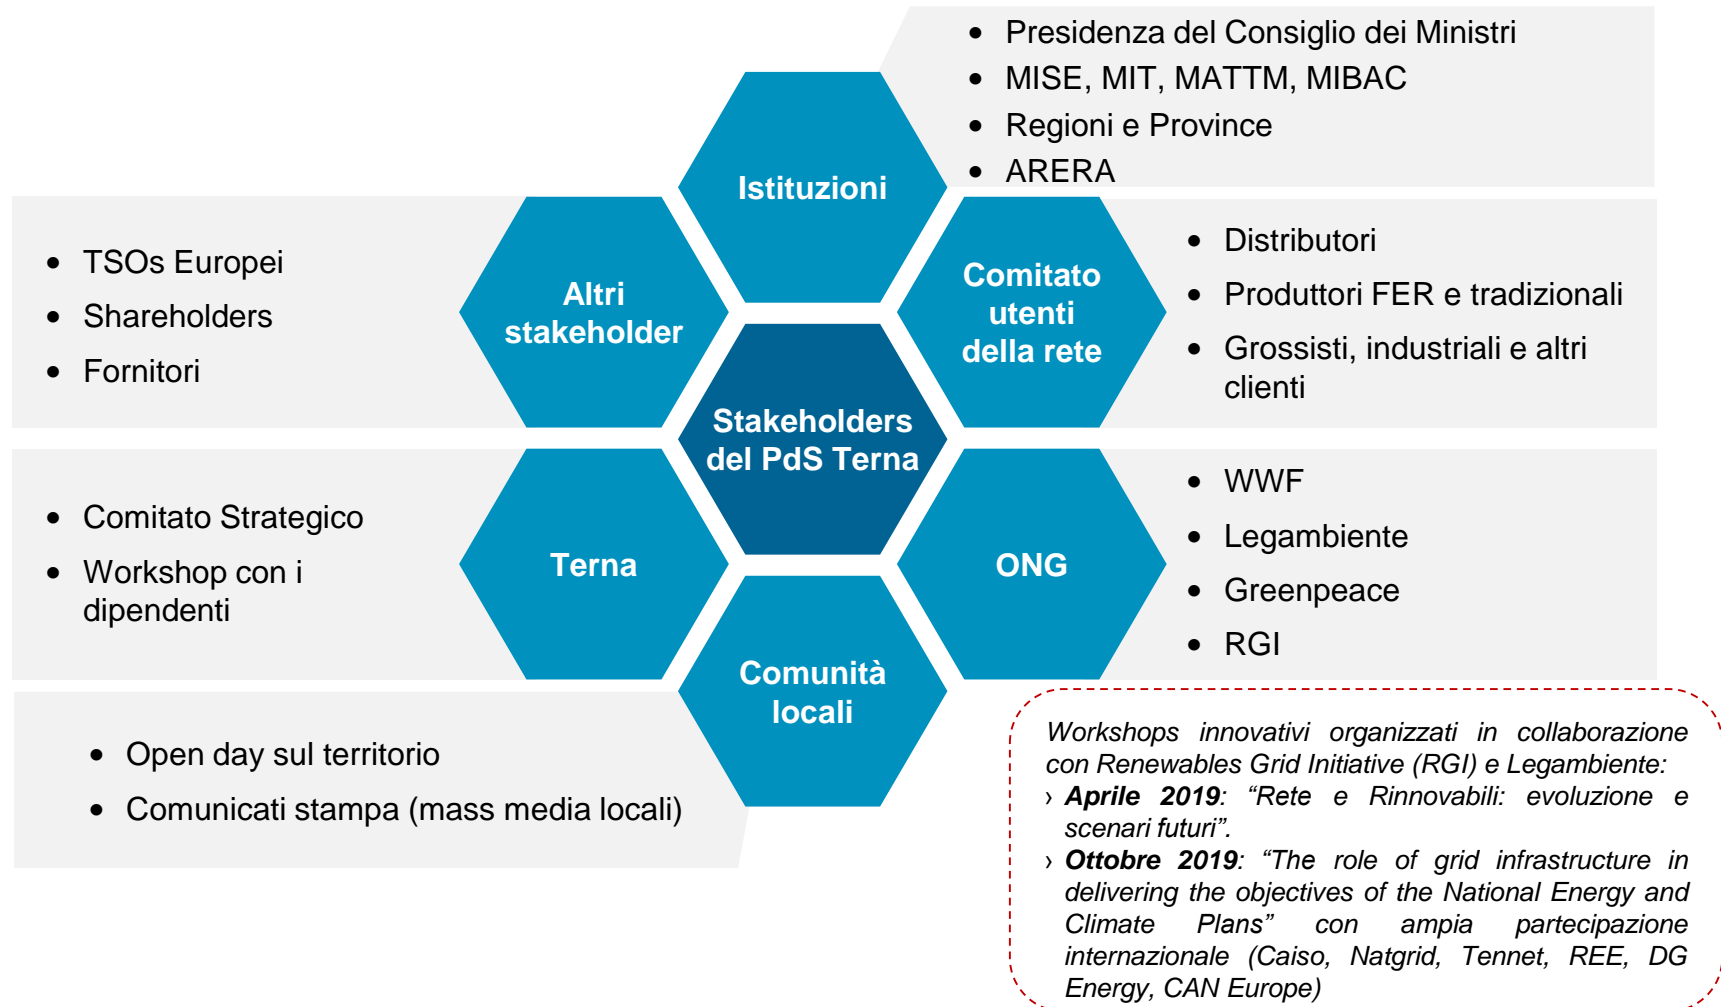 • Presidenza del Consiglio dei Ministri
• MISE, MIT, MATTM, MIBAC
• Regioni e Province
• ARERA
Istituzioni
• TSOs Europei
• Shareholders
• Fornitori
Altri
stakeholder
Comitato
utenti
della rete
• Distributori
• Produttori FER e tradizionali
• Grossisti, industriali e altri
clienti
Stakeholders
del PdS Terna
• Comitato Strategico
• Workshop con i
dipendenti
Terna
ONG
• WWF
• Legambiente
• Greenpeace
• RGI
Comunità
locali
• Open day sul territorio
• Comunicati stampa (mass media locali)
Workshops innovativi organizzati in collaborazione
con Renewables Grid Initiative (RGI) e Legambiente:
› Aprile 2019: “Rete e Rinnovabili: evoluzione e
scenari futuri”.
› Ottobre 2019: “The role of grid infrastructure in
delivering the objectives of the National Energy and
Climate Plans” con ampia partecipazione
internazionale (Caiso, Natgrid, Tennet, REE, DG
Energy, CAN Europe)